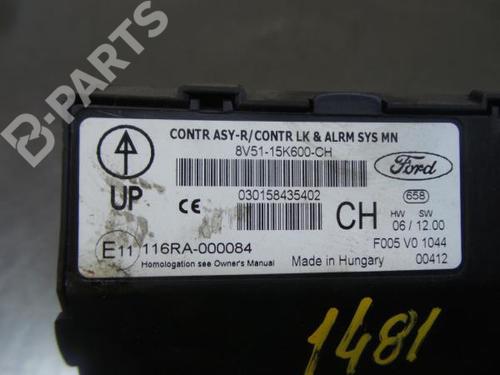 B-PARTS
CONTR ASY-R/CONTR LK & ALRM SYS MN
8V51-15K600-CH
UP
CE
030158435402
CH
Ford
658
HW SW
06 / 12.00
E11 116RA-000084
F005 V0 1044
Homologation see Owner's Manual
Made in Hungary
00412
1481